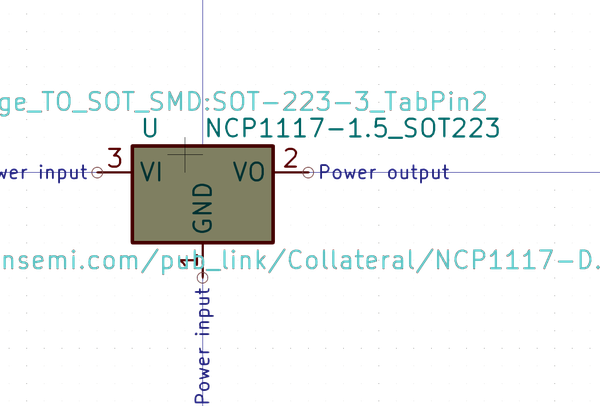 ge_TO_SOT_SMD:SOT-223-3_TabPin2
U NCP1117-1.5_SOT223
wer input 3 VI VO 2 Power output
GND
nsemi.com/pub_link/Collateral/NCP1117-D.
1
Power input